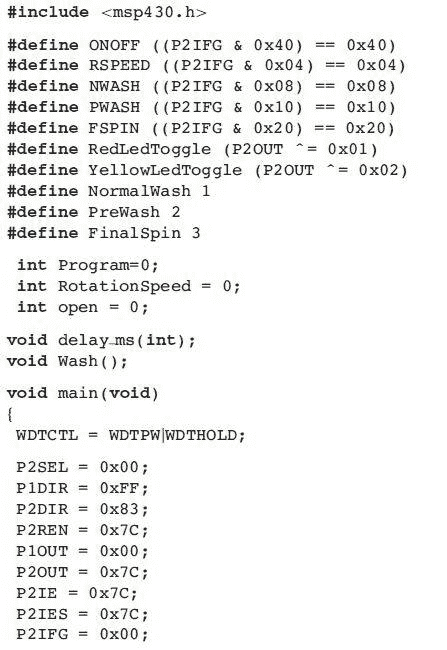 #include <msp430.h>
#define ONOFF ((P2IFG & 0x40) == 0x40)
#define RSPEED ((P2IFG & 0x04) == 0x04)
#define NWASH ((P2IFG & 0x08) == 0x08)
#define PWASH ((P2IFG & 0x10) == 0x10)
#define FSPIN ((P2IFG & 0x20) == 0x20)
#define RedLedToggle (P2OUT ^= 0x01)
#define YellowLedToggle (P2OUT ^= 0x02)
#define NormalWash 1
#define PreWash 2
#define FinalSpin 3
int Program=0;
int RotationSpeed = 0;
int open = 0;
void delay_ms(int);
void Wash();
void main(void)
{
WDTCTL = WDTPW|WDTHOLD;
P2SEL = 0x00;
P1DIR = 0xFF;
P2DIR = 0x83;
P2REN = 0x7C;
P1OUT = 0x00;
P2OUT = 0x7C;
P2IE = 0x7C;
P2IES = 0x7C;
P2IFG = 0x00;